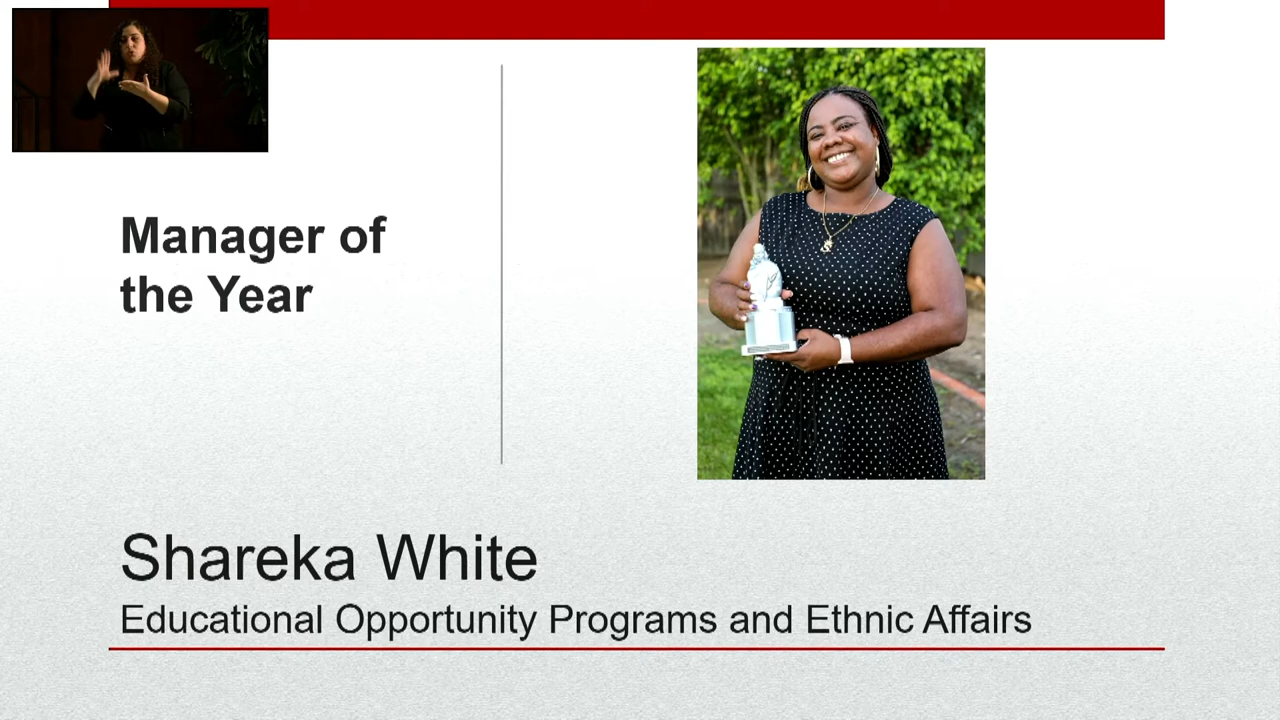 Manager of
the Year
Shareka White
Educational Opportunity Programs and Ethnic Affairs